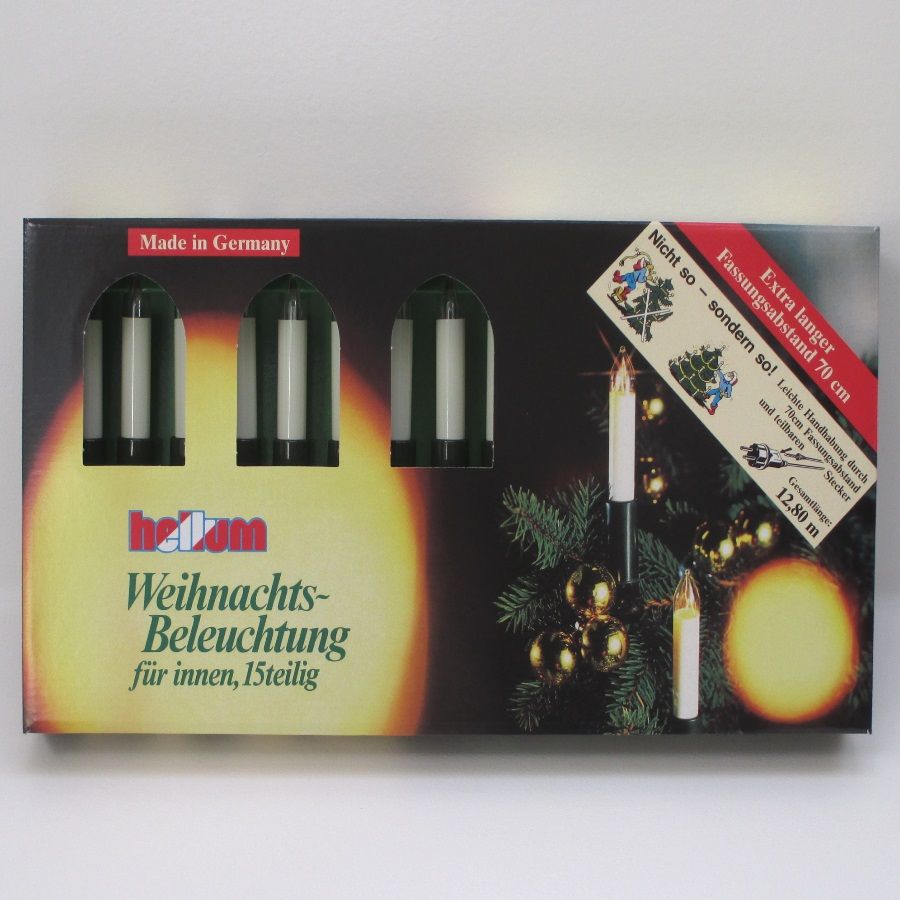 Made in Germany
Extra langer
Fassungsabstand 70 cm
Nicht so – sondern so!
Leichte Handhabung durch
70cm Fassungsabstand
und teilbaren Stecker
Gesamtlänge:
12,80 m
hellum
Weihnachts-
Beleuchtung
für innen, 15teilig